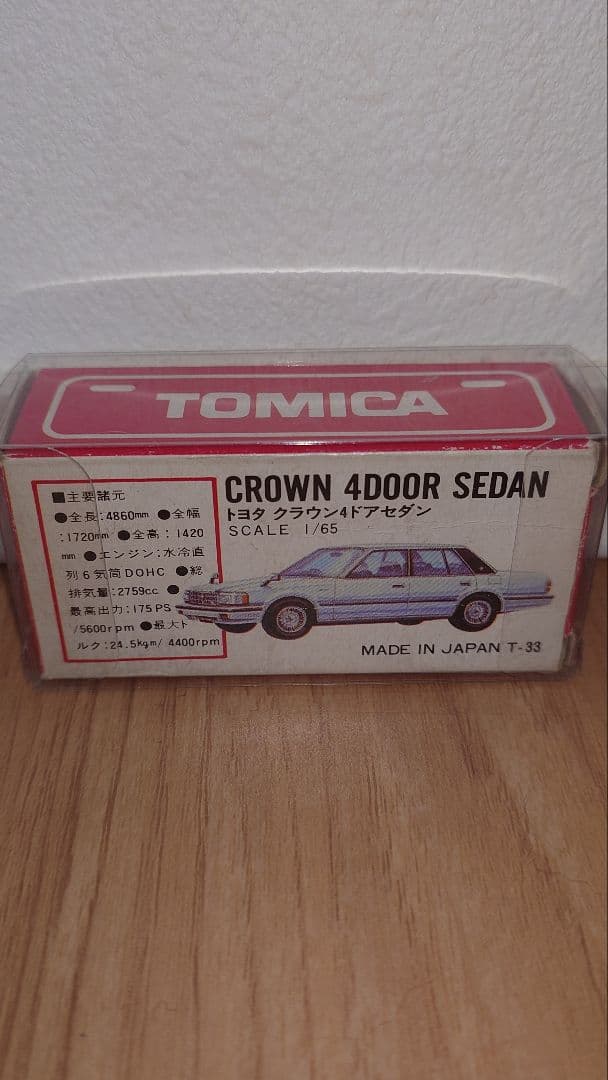 TOMICA
CROWN 4DOOR SEDAN
トヨタ クラウン4ドアセダン
SCALE 1/65
■主要諸元
●全長:4860mm ●全幅
:1720mm ●全高:1420
mm ●エンジン:水冷直
列6気筒DOHC ●総
排気量:2759cc ●
最高出力:175PS
/5600rpm ●最大ト
ルク:24.5kgm/4400rpm
MADE IN JAPAN T-33